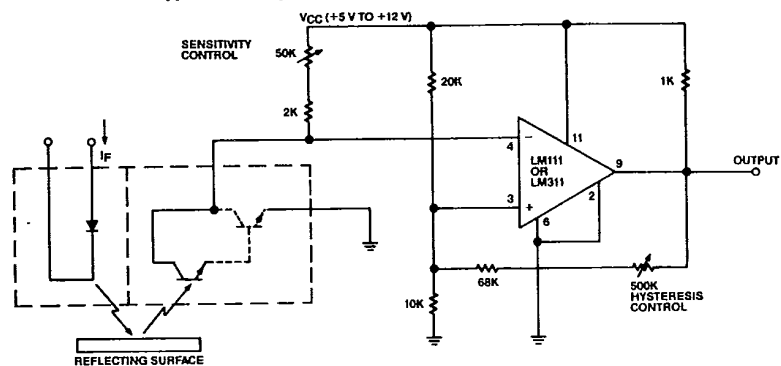 VCC (+5 V TO +12 V)
SENSITIVITY
CONTROL
50K
2K
20K
1K
IF
4
−
11
LM111
OR
LM311
9
OUTPUT
3
+
2
6
68K
500K
HYSTERESIS
CONTROL
10K
REFLECTING SURFACE